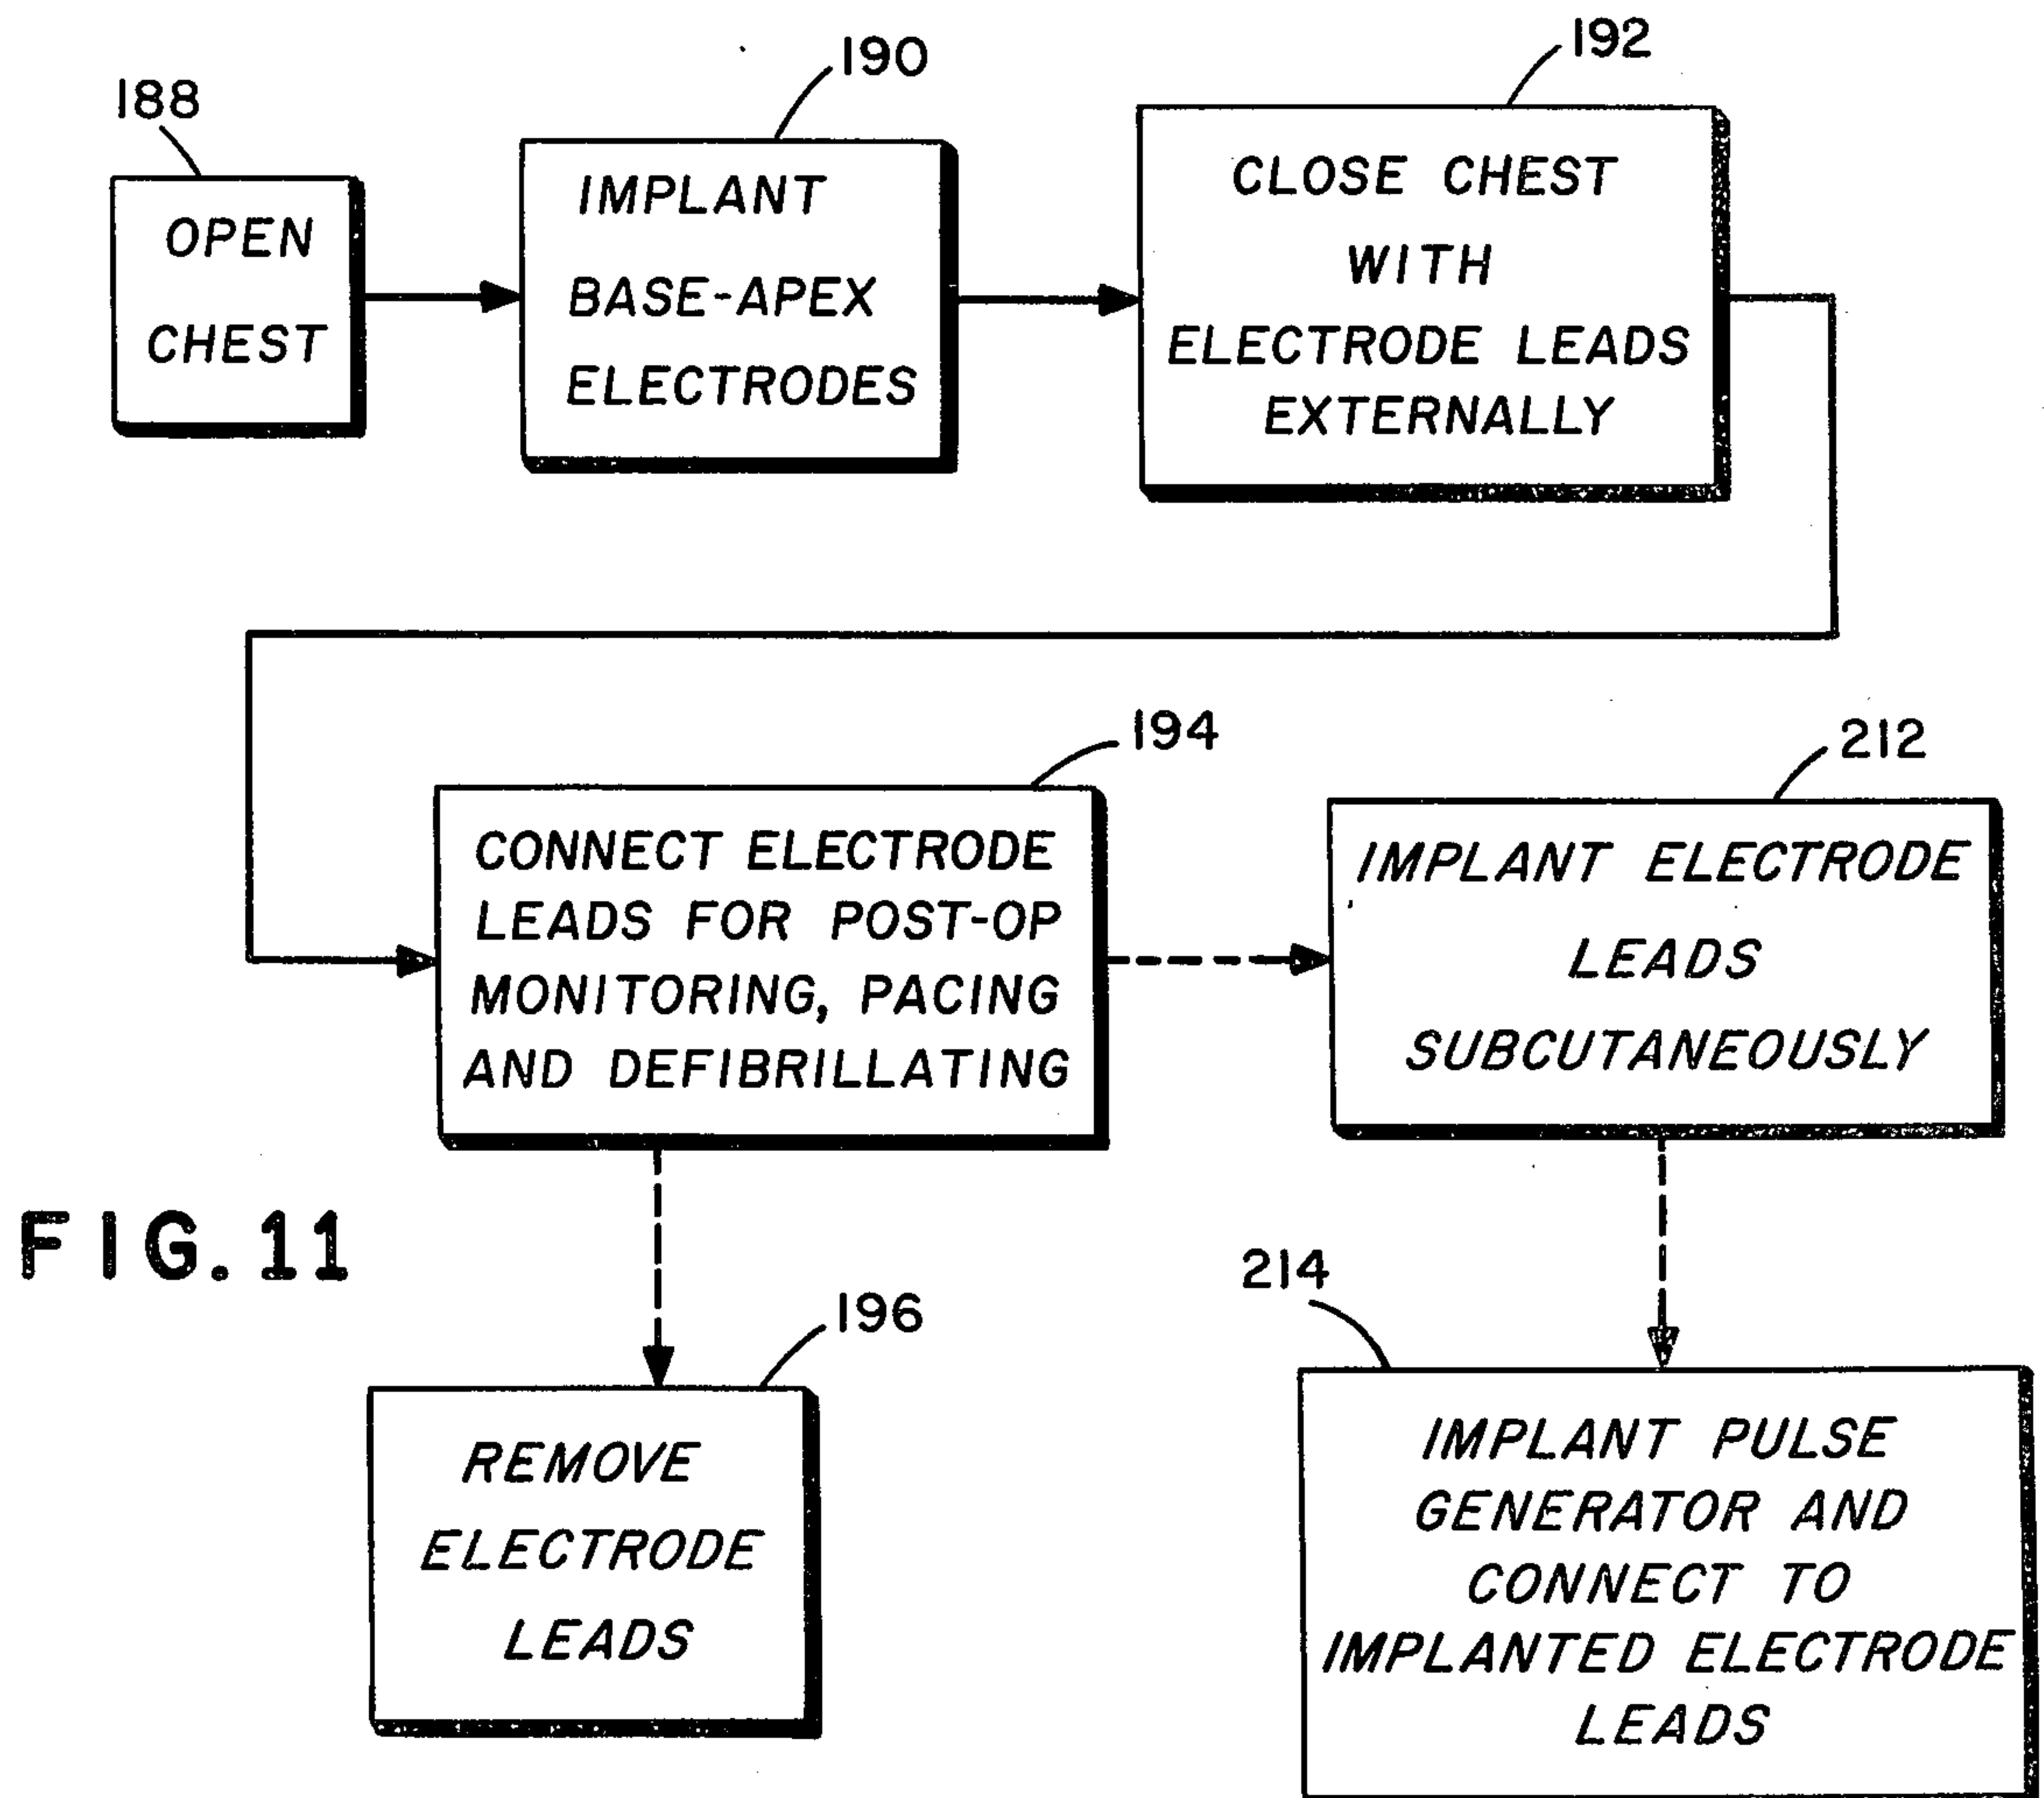 188
OPEN
CHEST
190
IMPLANT
BASE-APEX
ELECTRODES
192
CLOSE CHEST
WITH
ELECTRODE LEADS
EXTERNALLY
194
CONNECT ELECTRODE
LEADS FOR POST-OP
MONITORING, PACING
AND DEFIBRILLATING
212
IMPLANT ELECTRODE
LEADS
SUBCUTANEOUSLY
FIG. 11
196
REMOVE
ELECTRODE
LEADS
214
IMPLANT PULSE
GENERATOR AND
CONNECT TO
IMPLANTED ELECTRODE
LEADS